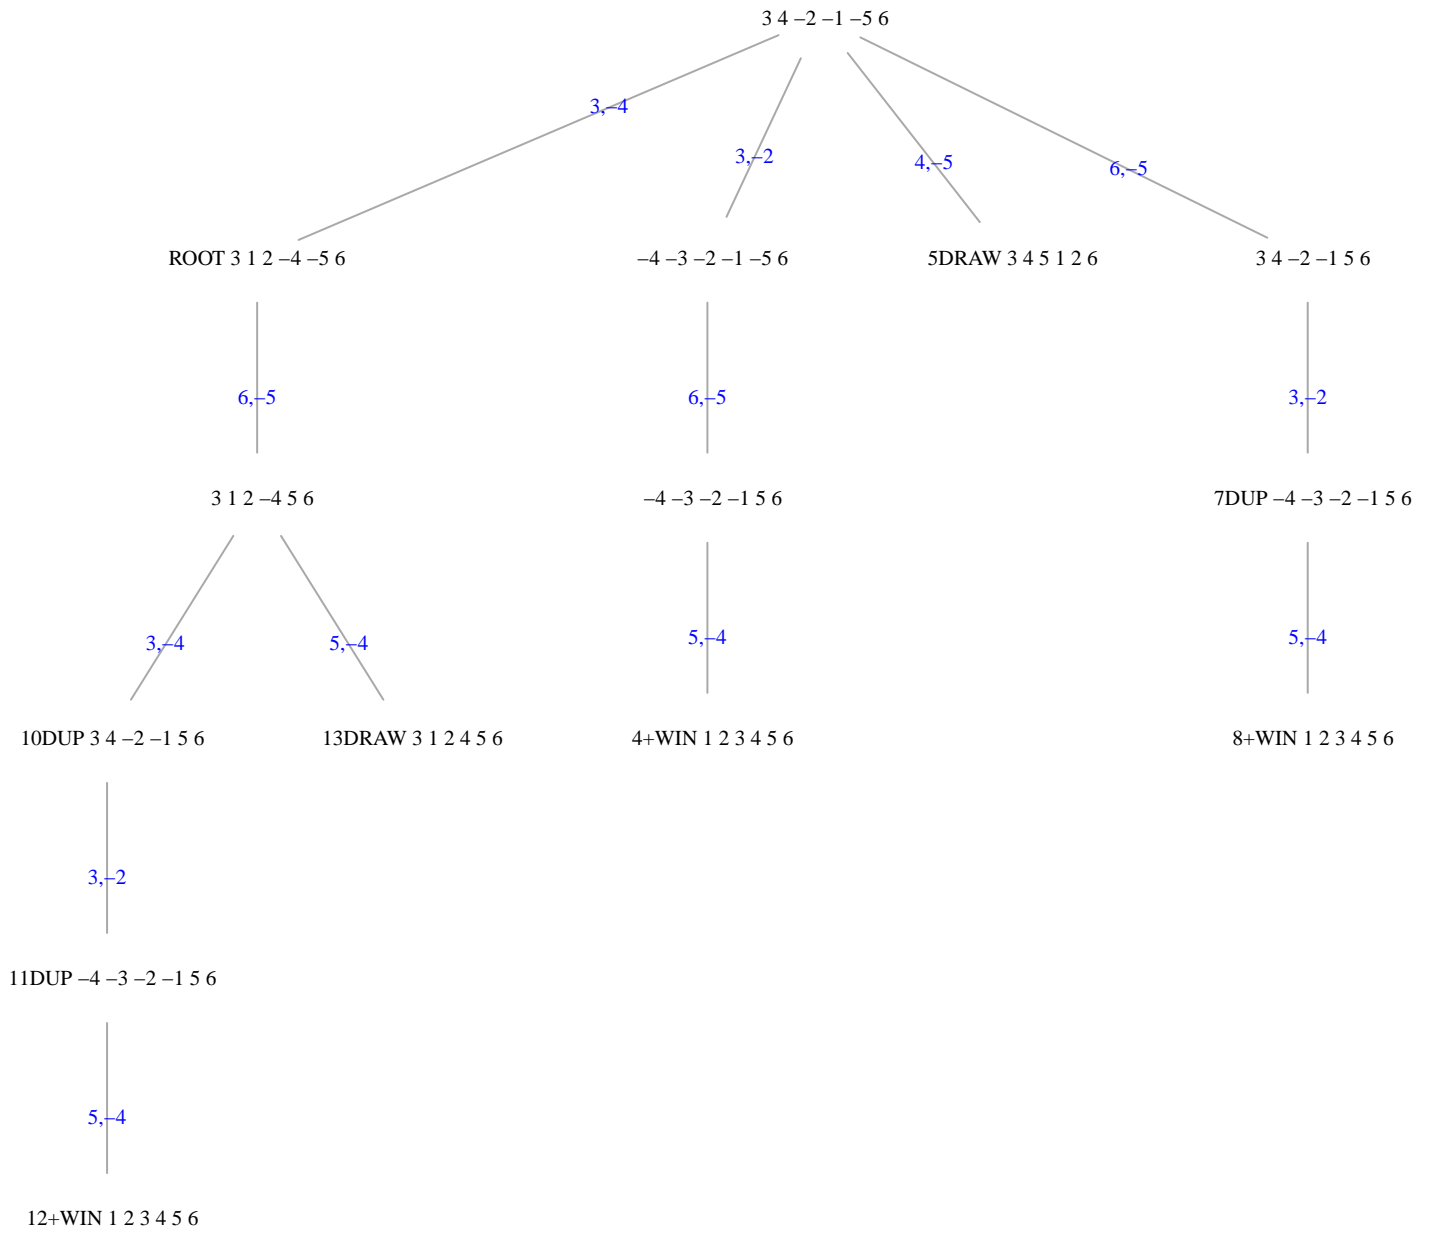 3 4 –2 –1 –5 6
3,–4
3,–2
4,–5
6,–5
ROOT 3 1 2 –4 –5 6
–4 –3 –2 –1 –5 6
5DRAW 3 4 5 1 2 6
3 4 –2 –1 5 6
6,–5
6,–5
3,–2
3 1 2 –4 5 6
–4 –3 –2 –1 5 6
7DUP –4 –3 –2 –1 5 6
3,–4
5,–4
5,–4
5,–4
10DUP 3 4 –2 –1 5 6
13DRAW 3 1 2 4 5 6
4+WIN 1 2 3 4 5 6
8+WIN 1 2 3 4 5 6
3,–2
11DUP –4 –3 –2 –1 5 6
5,–4
12+WIN 1 2 3 4 5 6